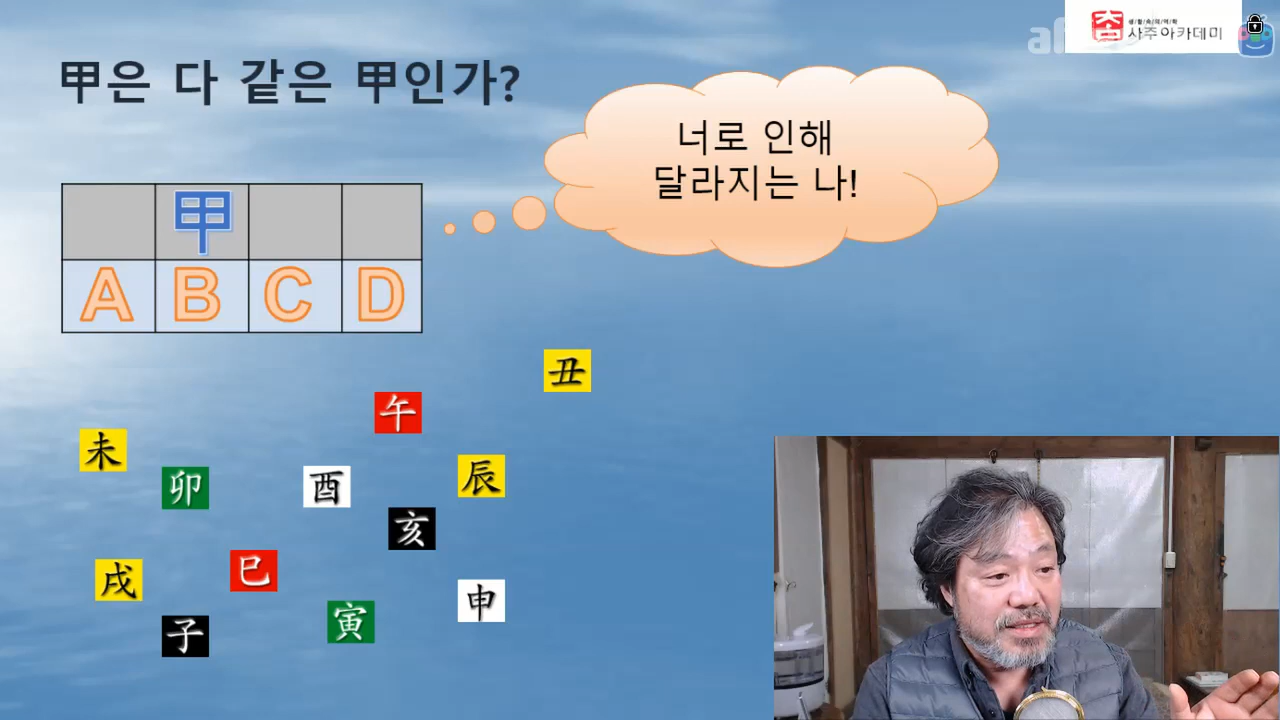 사주아카데미
甲은 다 같은 甲인가?
너로 인해
달라지는 나!
甲
A B C D
丑
午
未
辰
卯
酉
亥
巳
戌
申
寅
子